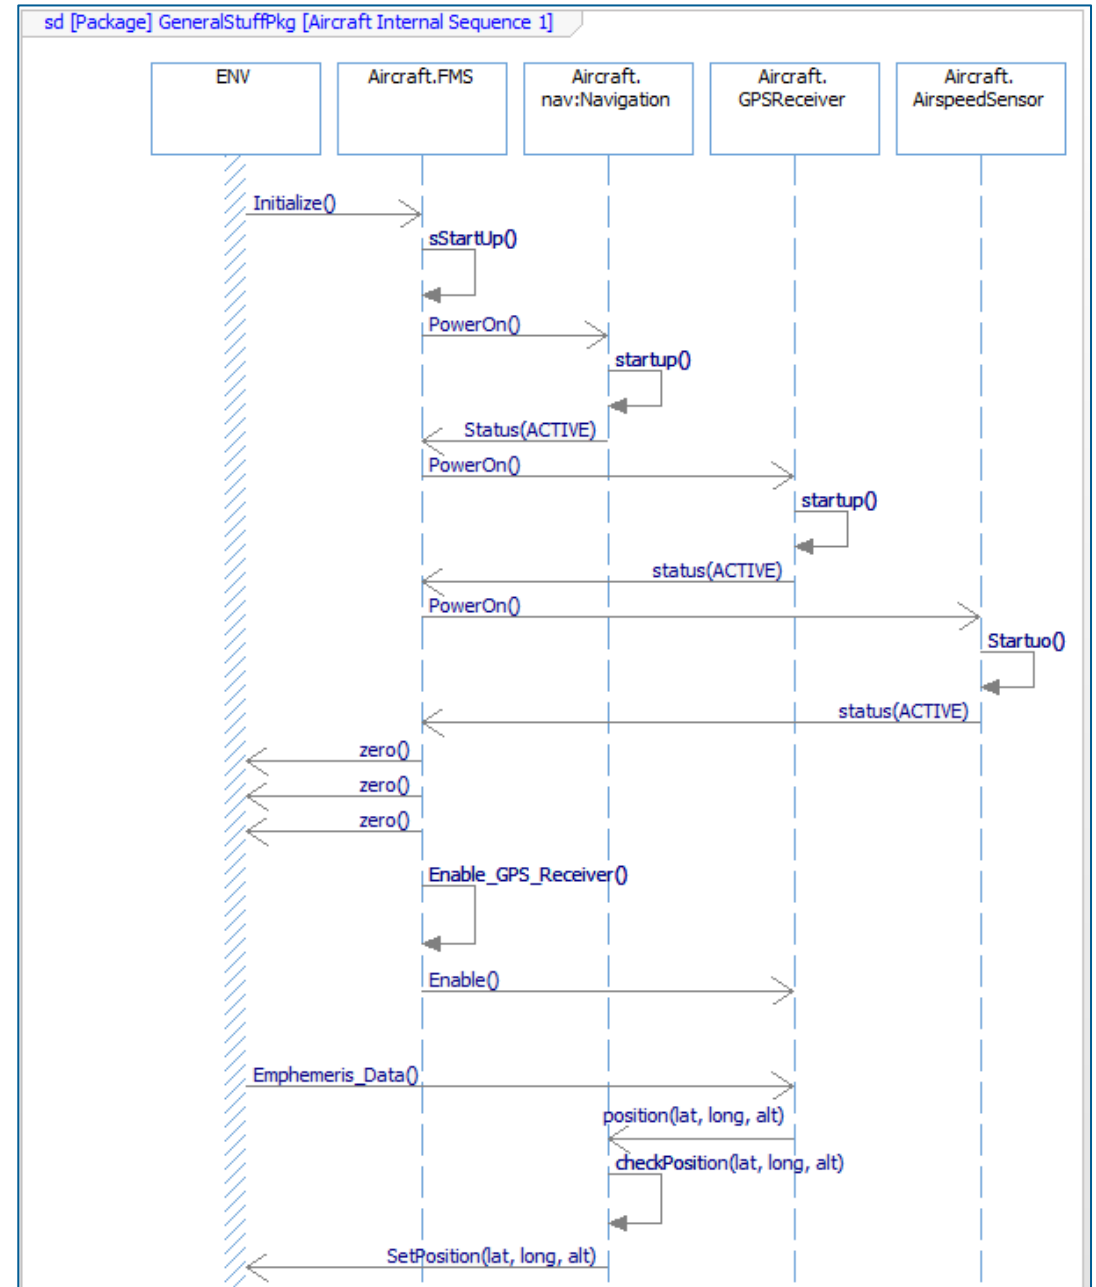 sd [Package] GeneralStuffPkg [Aircraft Internal Sequence 1]
ENV
Aircraft.FMS
Aircraft.
nav:Navigation
Aircraft.
GPSReceiver
Aircraft.
AirspeedSensor
Initialize()
sStartUp()
PowerOn()
startup()
Status(ACTIVE)
PowerOn()
startup()
status(ACTIVE)
PowerOn()
Startuo()
status(ACTIVE)
zero()
zero()
zero()
Enable_GPS_Receiver()
Enable()
Emphemeris_Data()
position(lat, long, alt)
checkPosition(lat, long, alt)
SetPosition(lat, long, alt)